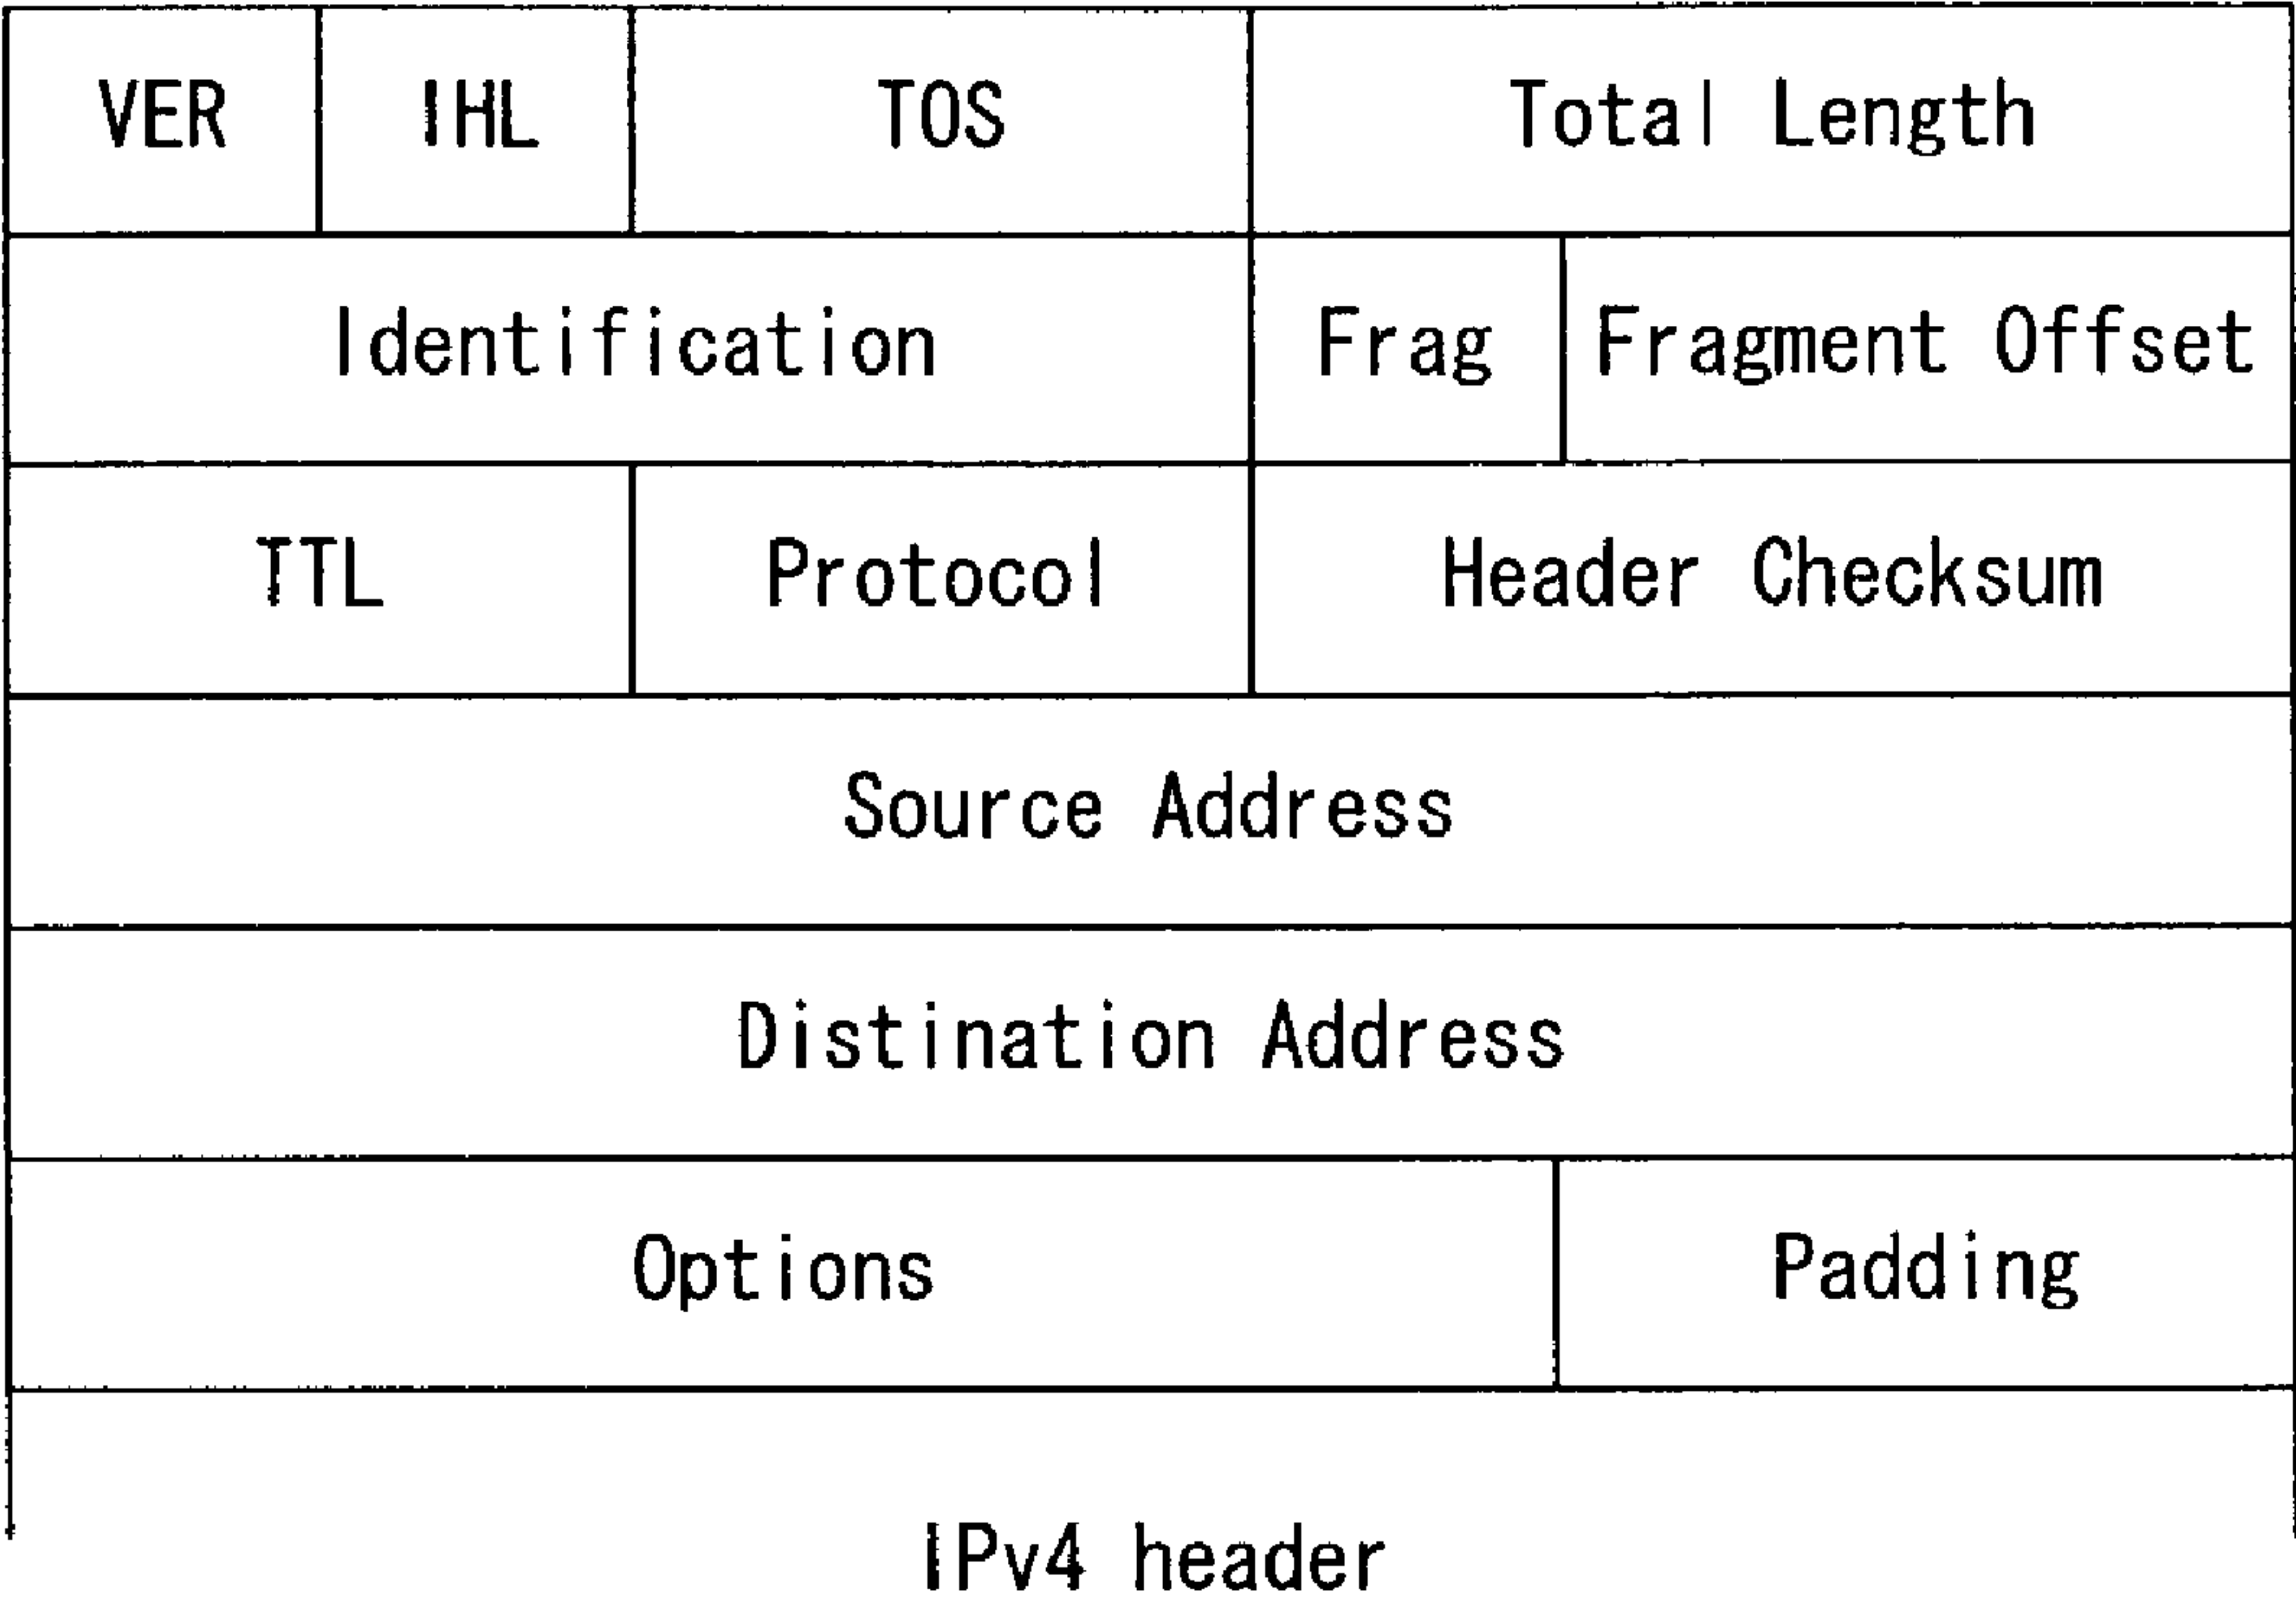 VER IHL TOS Total Length
Identification Frag Fragment Offset
TTL Protocol Header Checksum
Source Address
Distination Address
Options Padding
IPv4 header